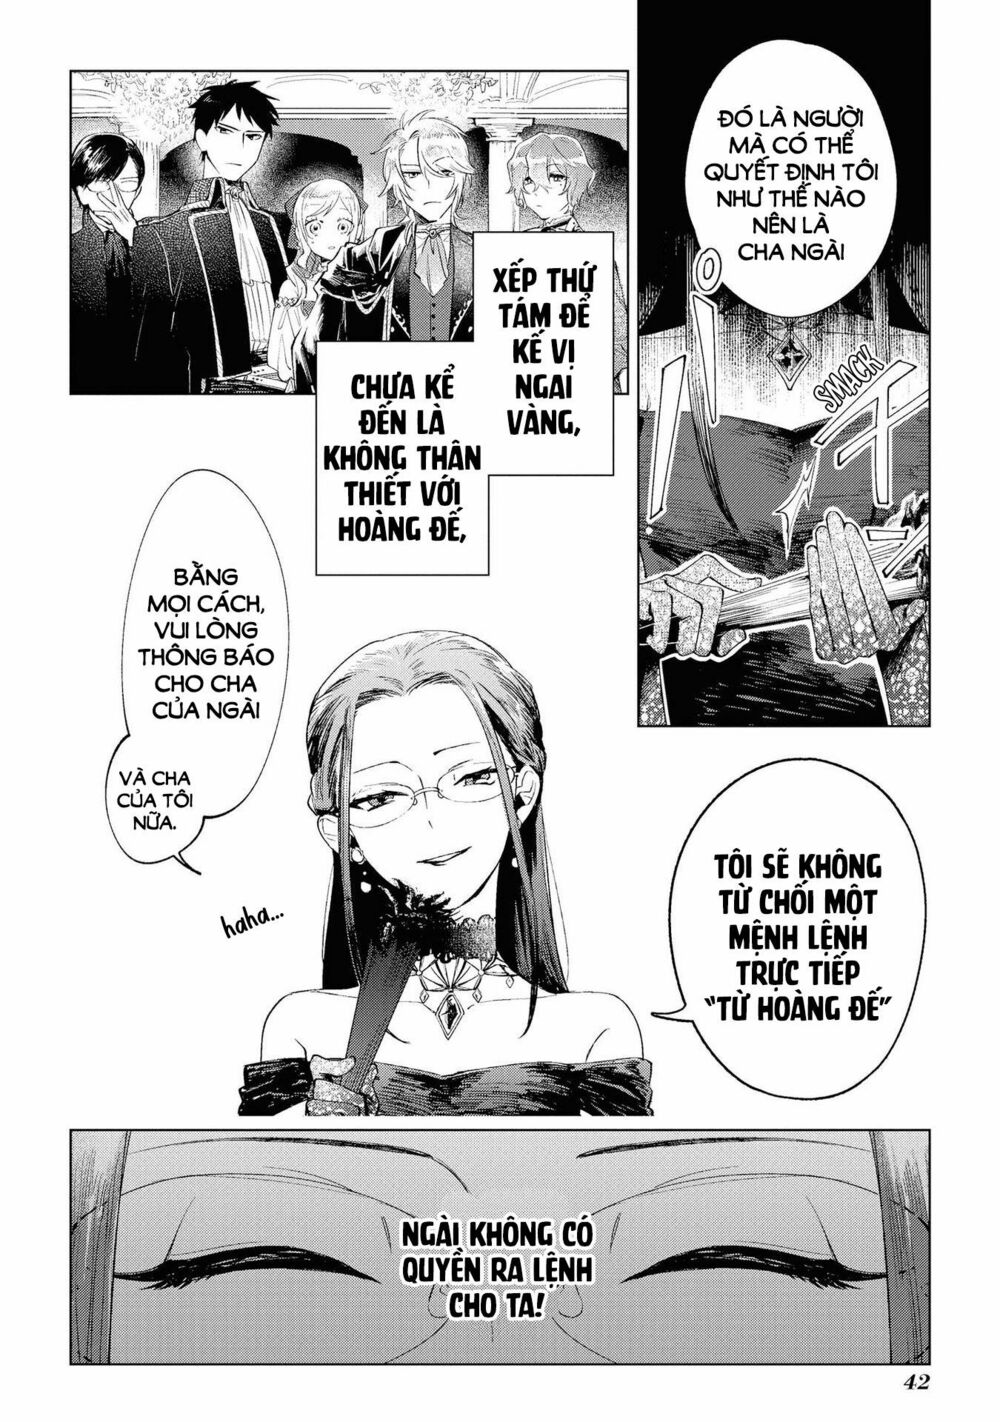 ĐÓ LÀ NGƯỜI
MÀ CÓ THỂ
QUYẾT ĐỊNH TÔI
NHƯ THẾ NÀO
NÊN LÀ
CHA NGÀI
SMACK
XẾP THỨ
TÁM ĐỂ
KẾ VỊ
NGAI
VÀNG,
CHƯA KỂ
ĐẾN LÀ
KHÔNG THÂN
THIẾT VỚI
HOÀNG ĐẾ,
BẰNG
MỌI CÁCH,
VUI LÒNG
THÔNG BÁO
CHO CHA
CỦA NGÀI
VÀ CHA
CỦA TÔI
NỮA.
haha...
TÔI SẼ KHÔNG
TỪ CHỐI MỘT
MỆNH LỆNH
TRỰC TIẾP
“TỪ HOÀNG ĐẾ”
NGÀI KHÔNG CÓ
QUYỀN RA LỆNH
CHO TA!
42